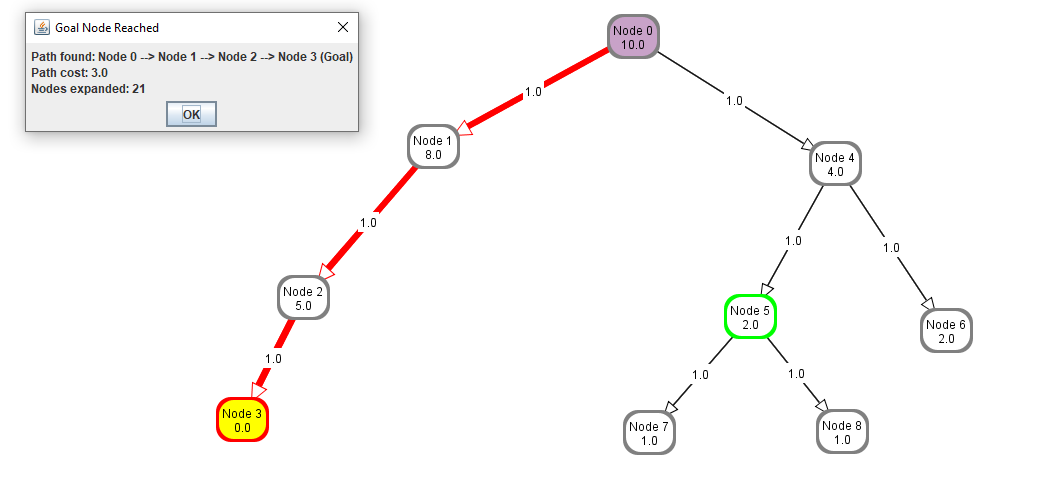 Goal Node Reached
Path found: Node 0 --> Node 1 --> Node 2 --> Node 3 (Goal)
Path cost: 3.0
Nodes expanded: 21
OK
Node 0
10.0
1.0
1.0
Node 1
8.0
Node 4
4.0
1.0
1.0
1.0
Node 2
5.0
Node 5
2.0
Node 6
2.0
1.0
1.0
1.0
Node 3
0.0
Node 7
1.0
Node 8
1.0